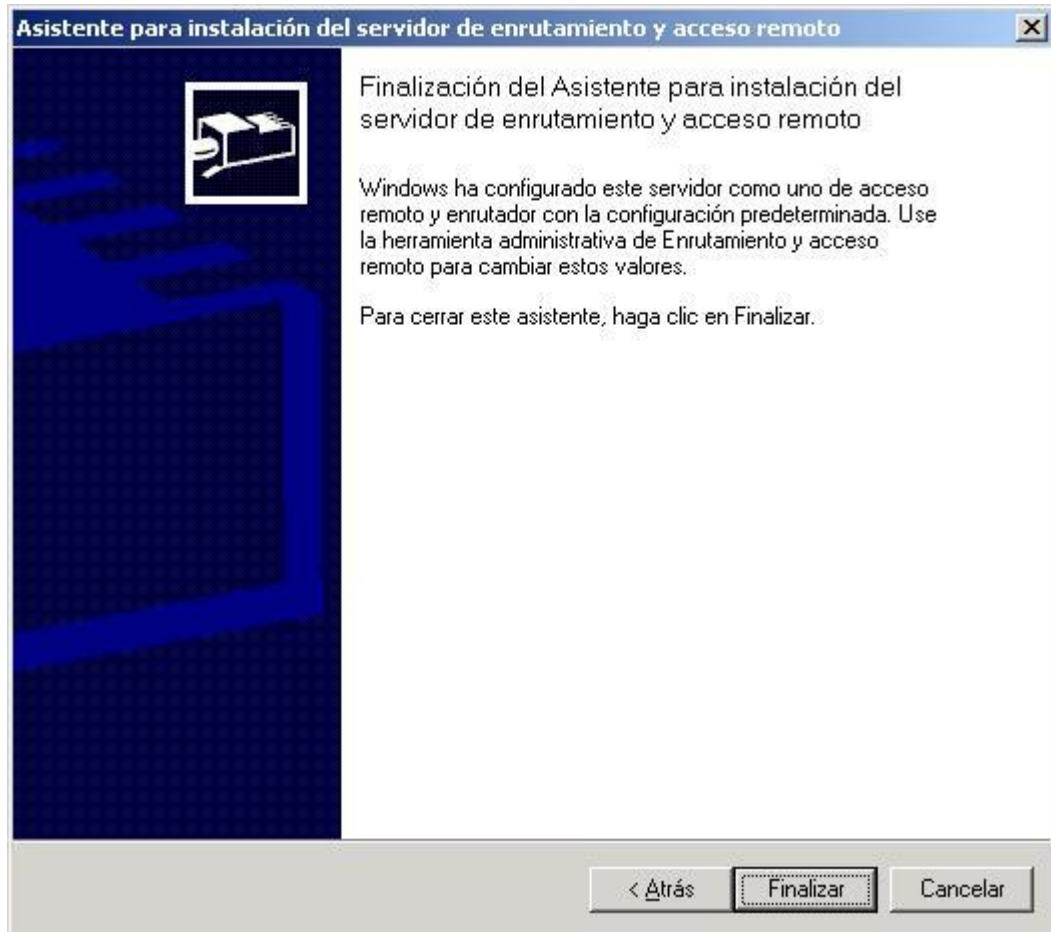 Asistente para instalación del servidor de enrutamiento y acceso remoto
Finalización del Asistente para instalación del
servidor de enrutamiento y acceso remoto
Windows ha configurado este servidor como uno de acceso
remoto y enrutador con la configuración predeterminada. Use
la herramienta administrativa de Enrutamiento y acceso
remoto para cambiar estos valores.
Para cerrar este asistente, haga clic en Finalizar.
< Atrás
Finalizar
Cancelar